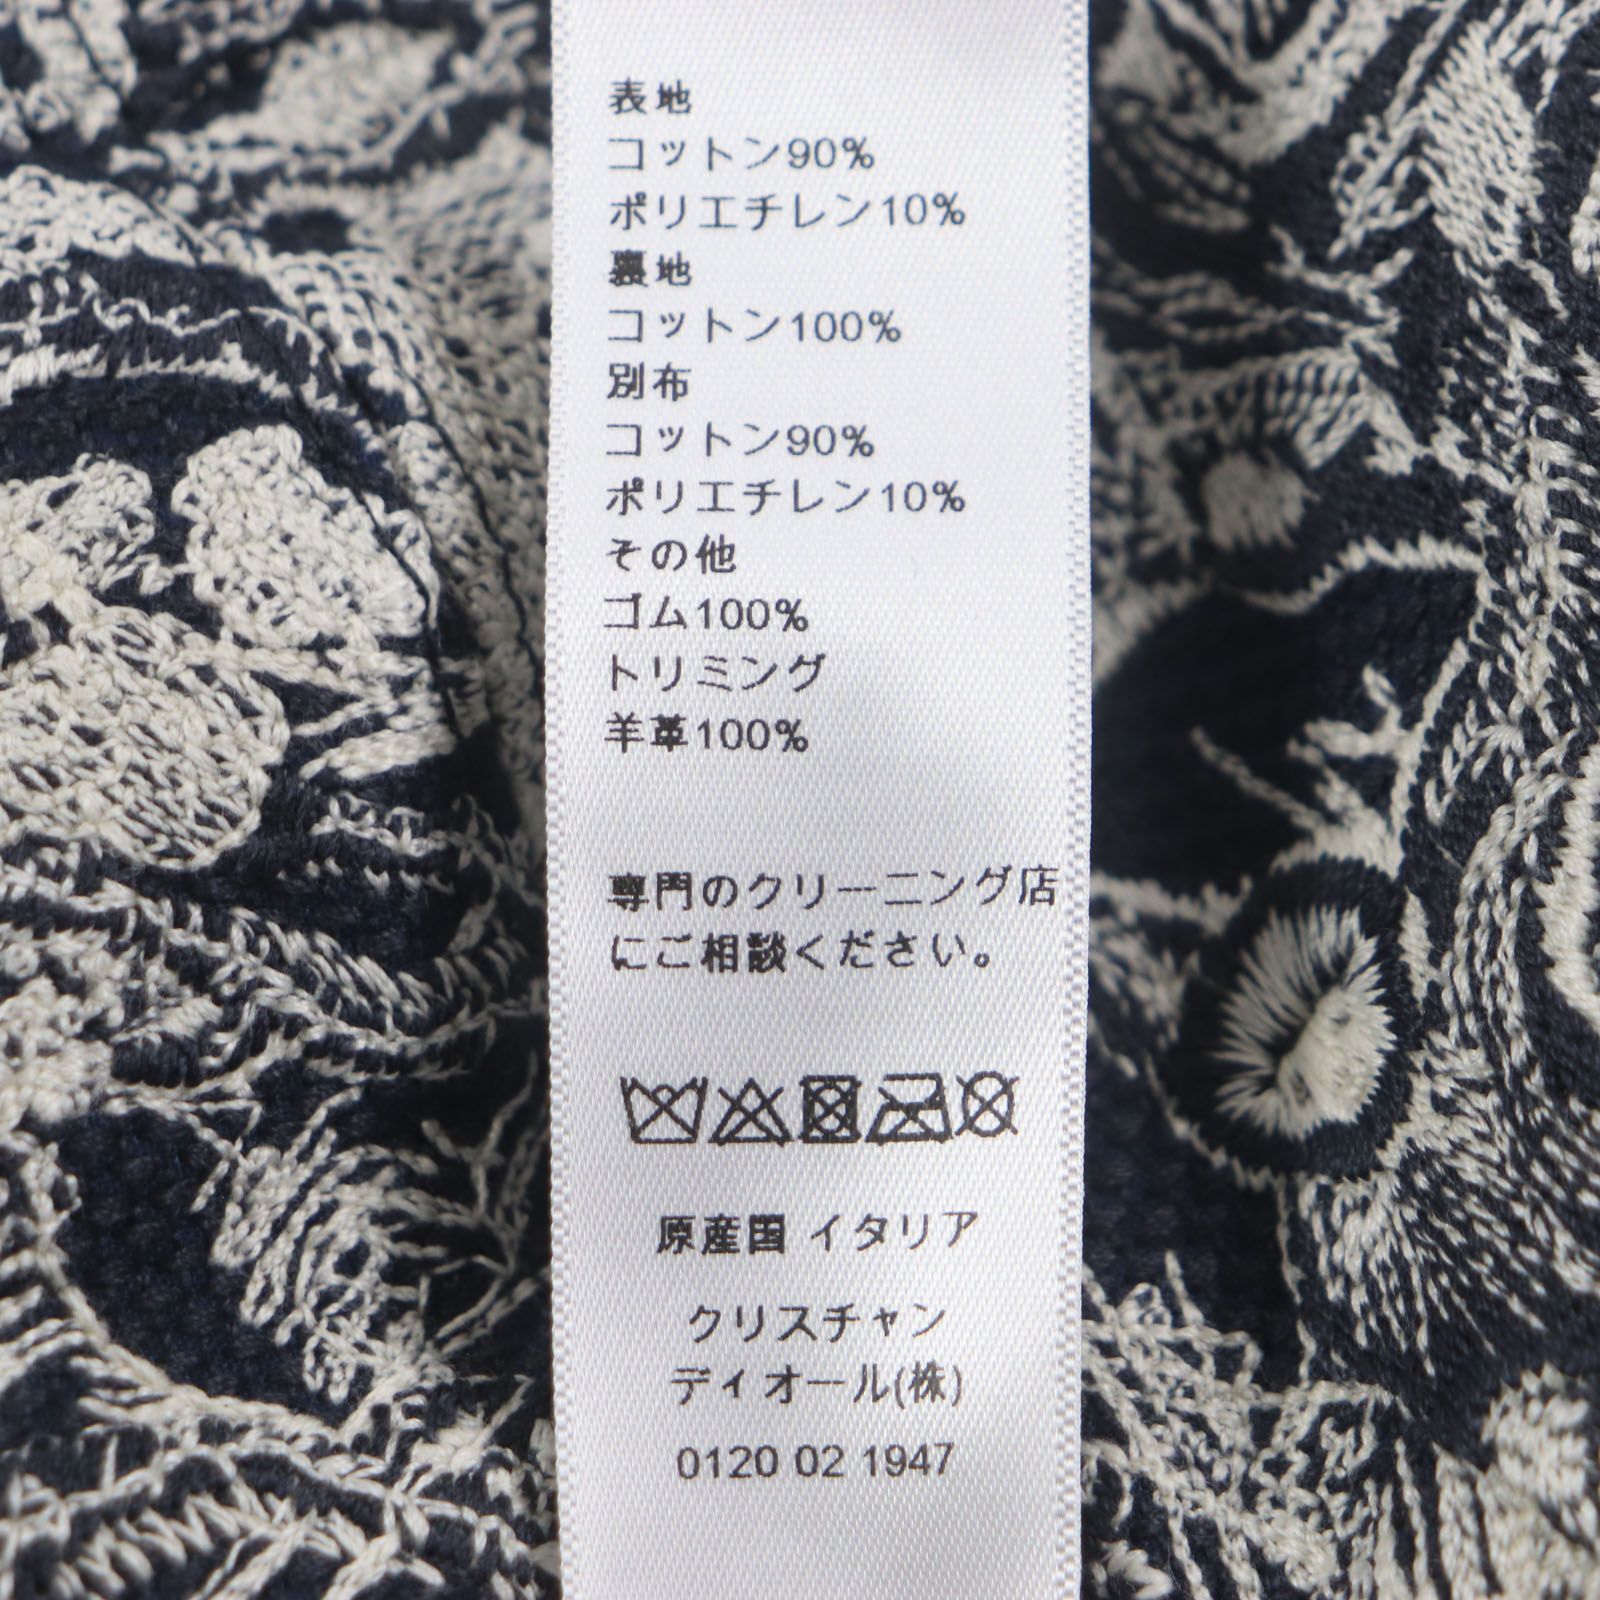 表地
コットン90%
ポリエチレン10%
裏地
コットン100%
別布
コットン90%
ポリエチレン10%
その他
ゴム100%
トリミング
羊革100%
専門のクリーニング店
にご相談ください。
原産国 イタリア
クリスチャン
ディオール(株)
0120 02 1947